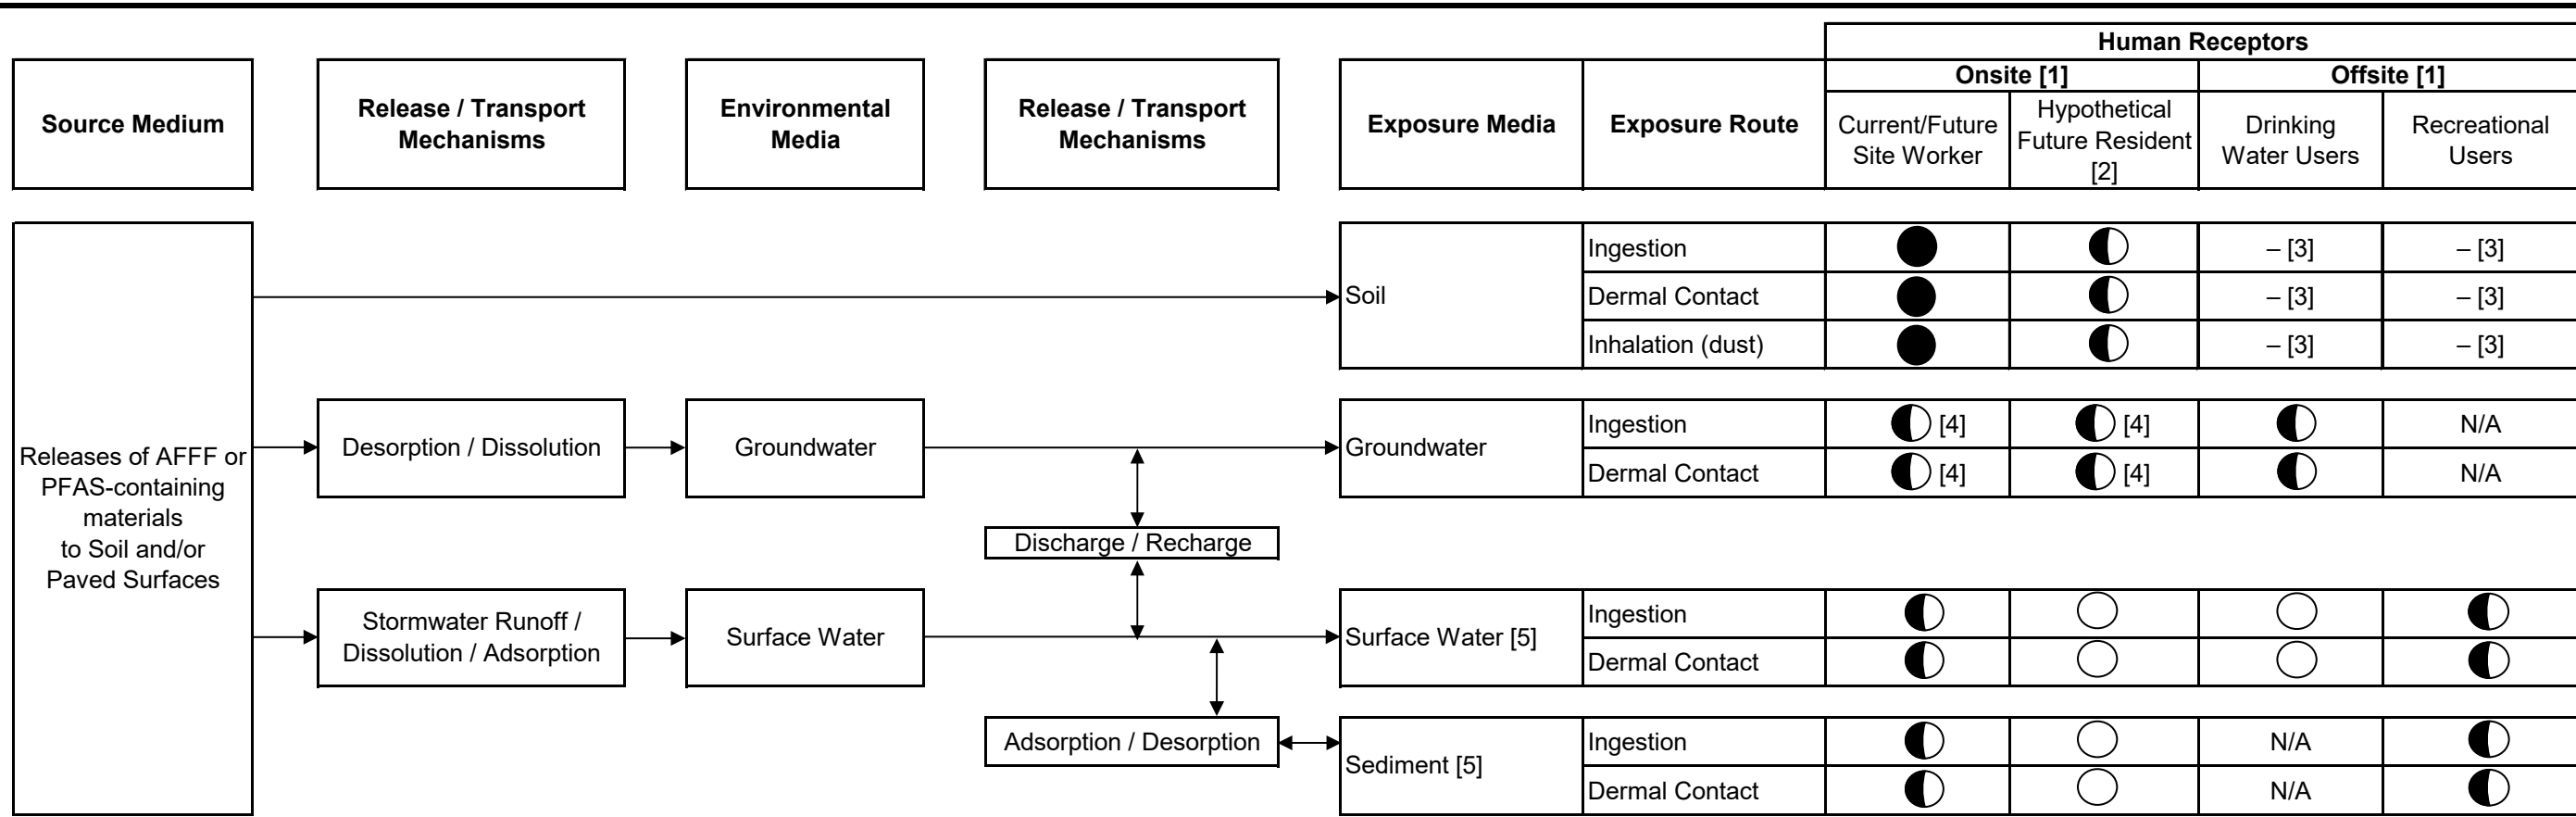 Human Receptors
Onsite [1]
Offsite [1]
Source Medium
Release / Transport
Mechanisms
Environmental
Media
Release / Transport
Mechanisms
Exposure Media
Exposure Route
Current/Future
Site Worker
Hypothetical
Future Resident
[2]
Drinking
Water Users
Recreational
Users
Releases of AFFF or
PFAS-containing
materials
to Soil and/or
Paved Surfaces
Soil
Ingestion
– [3]
– [3]
Dermal Contact
– [3]
– [3]
Inhalation (dust)
– [3]
– [3]
Desorption / Dissolution
Groundwater
Groundwater
Ingestion
[4]
[4]
N/A
Dermal Contact
[4]
[4]
N/A
Discharge / Recharge
Stormwater Runoff /
Dissolution / Adsorption
Surface Water
Surface Water [5]
Ingestion
Dermal Contact
Adsorption / Desorption
Sediment [5]
Ingestion
N/A
Dermal Contact
N/A